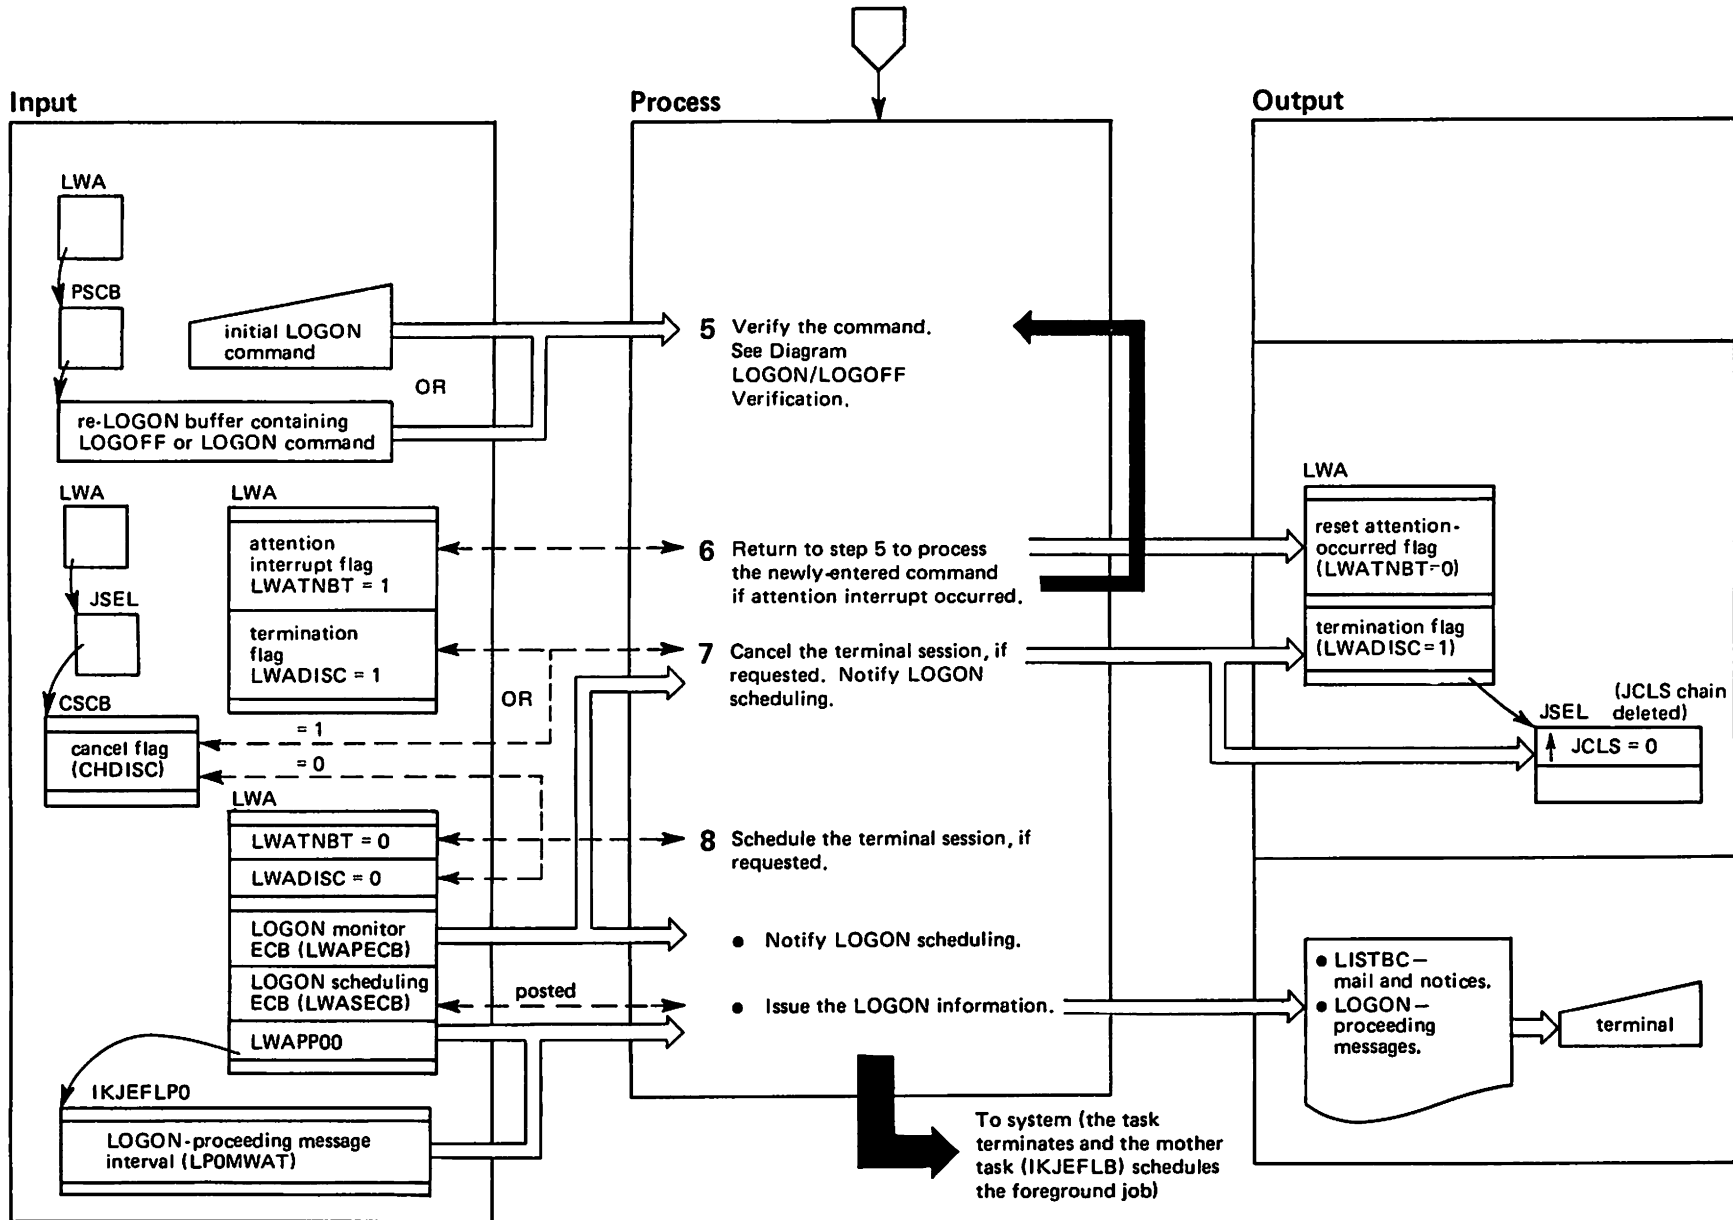 Input
LWA
PSCB
initial LOGON
command
OR
re-LOGON buffer containing
LOGOFF or LOGON command
LWA
JSEL
CSCB
cancel flag
(CHDISC)
LWA
attention
interrupt flag
LWATNBT = 1
termination
flag
LWADISC = 1
OR
= 1
= 0
LWA
LWATNBT = 0
LWADISC = 0
LOGON monitor
ECB (LWAPECB)
LOGON scheduling
ECB (LWASECB)
posted
LWAPP00
IKJEFLP0
LOGON-proceeding message
interval (LP0MWAT)
Process
5 Verify the command.
See Diagram
LOGON/LOGOFF
Verification.
6 Return to step 5 to process
the newly-entered command
if attention interrupt occurred.
7 Cancel the terminal session, if
requested. Notify LOGON
scheduling.
8 Schedule the terminal session, if
requested.
• Notify LOGON scheduling.
• Issue the LOGON information.
To system (the task
terminates and the mother
task (IKJEFLB) schedules
the foreground job)
Output
LWA
reset attention-
occurred flag
(LWATNBT=0)
termination flag
(LWADISC=1)
JSEL
(JCLS chain
deleted)
JCLS = 0
• LISTBC—
mail and notices.
• LOGON—
proceeding
messages.
terminal